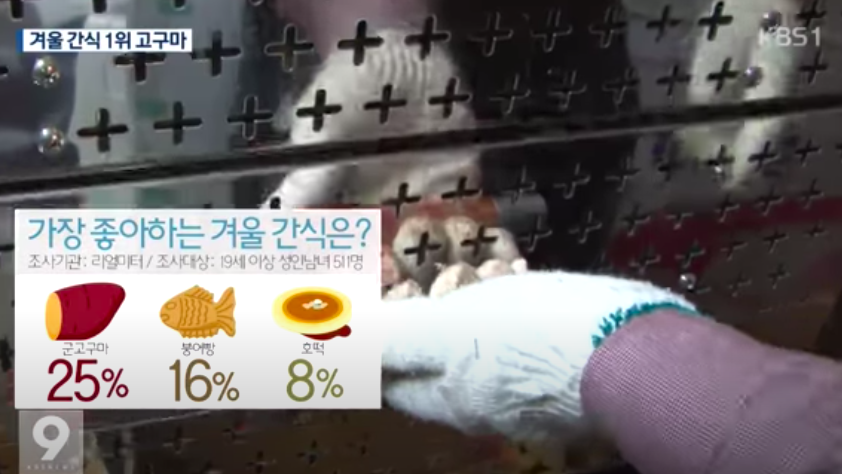 겨울 간식 1위 고구마
KBS1
가장 좋아하는 겨울 간식은?
조사기관: 리얼미터 / 조사대상: 19세 이상 성인남녀 511명
군고구마 붕어빵 호떡
25% 16% 8%
9